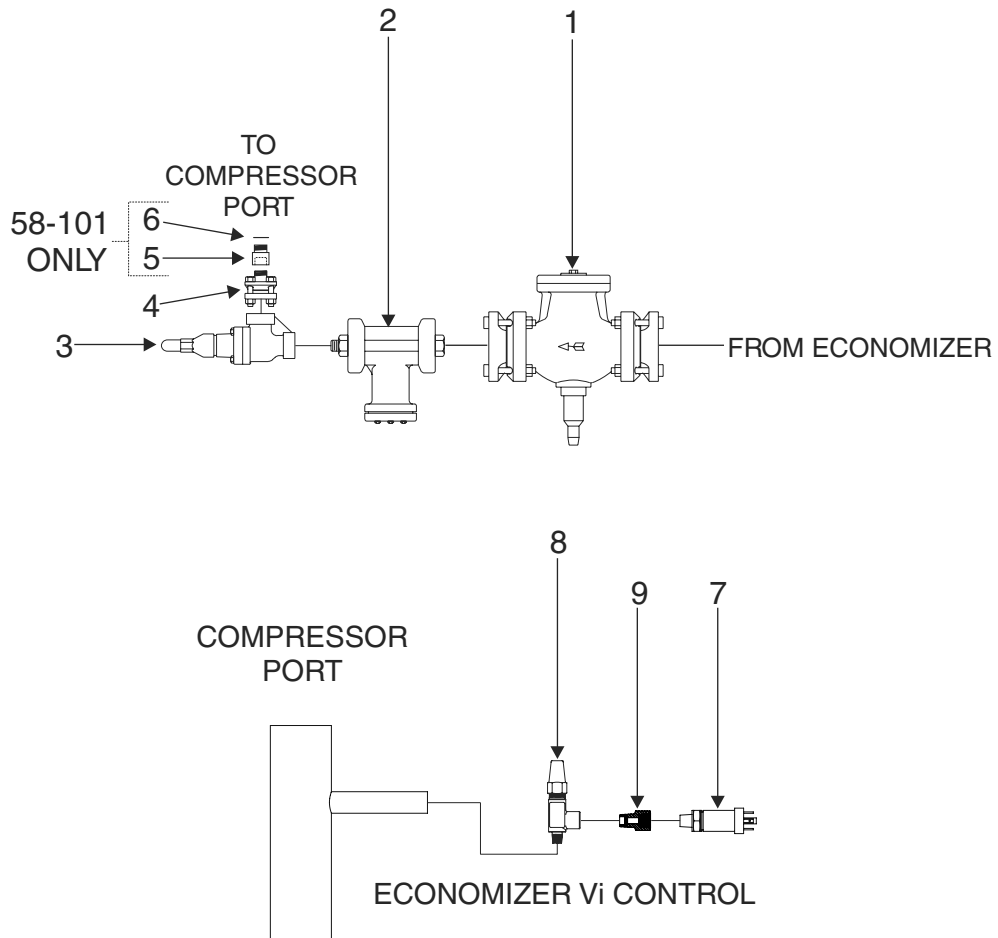 2
1
TO
COMPRESSOR
PORT
58-101
ONLY
6
5
4
3
FROM ECONOMIZER
8
9
7
COMPRESSOR
PORT
ECONOMIZER Vi CONTROL